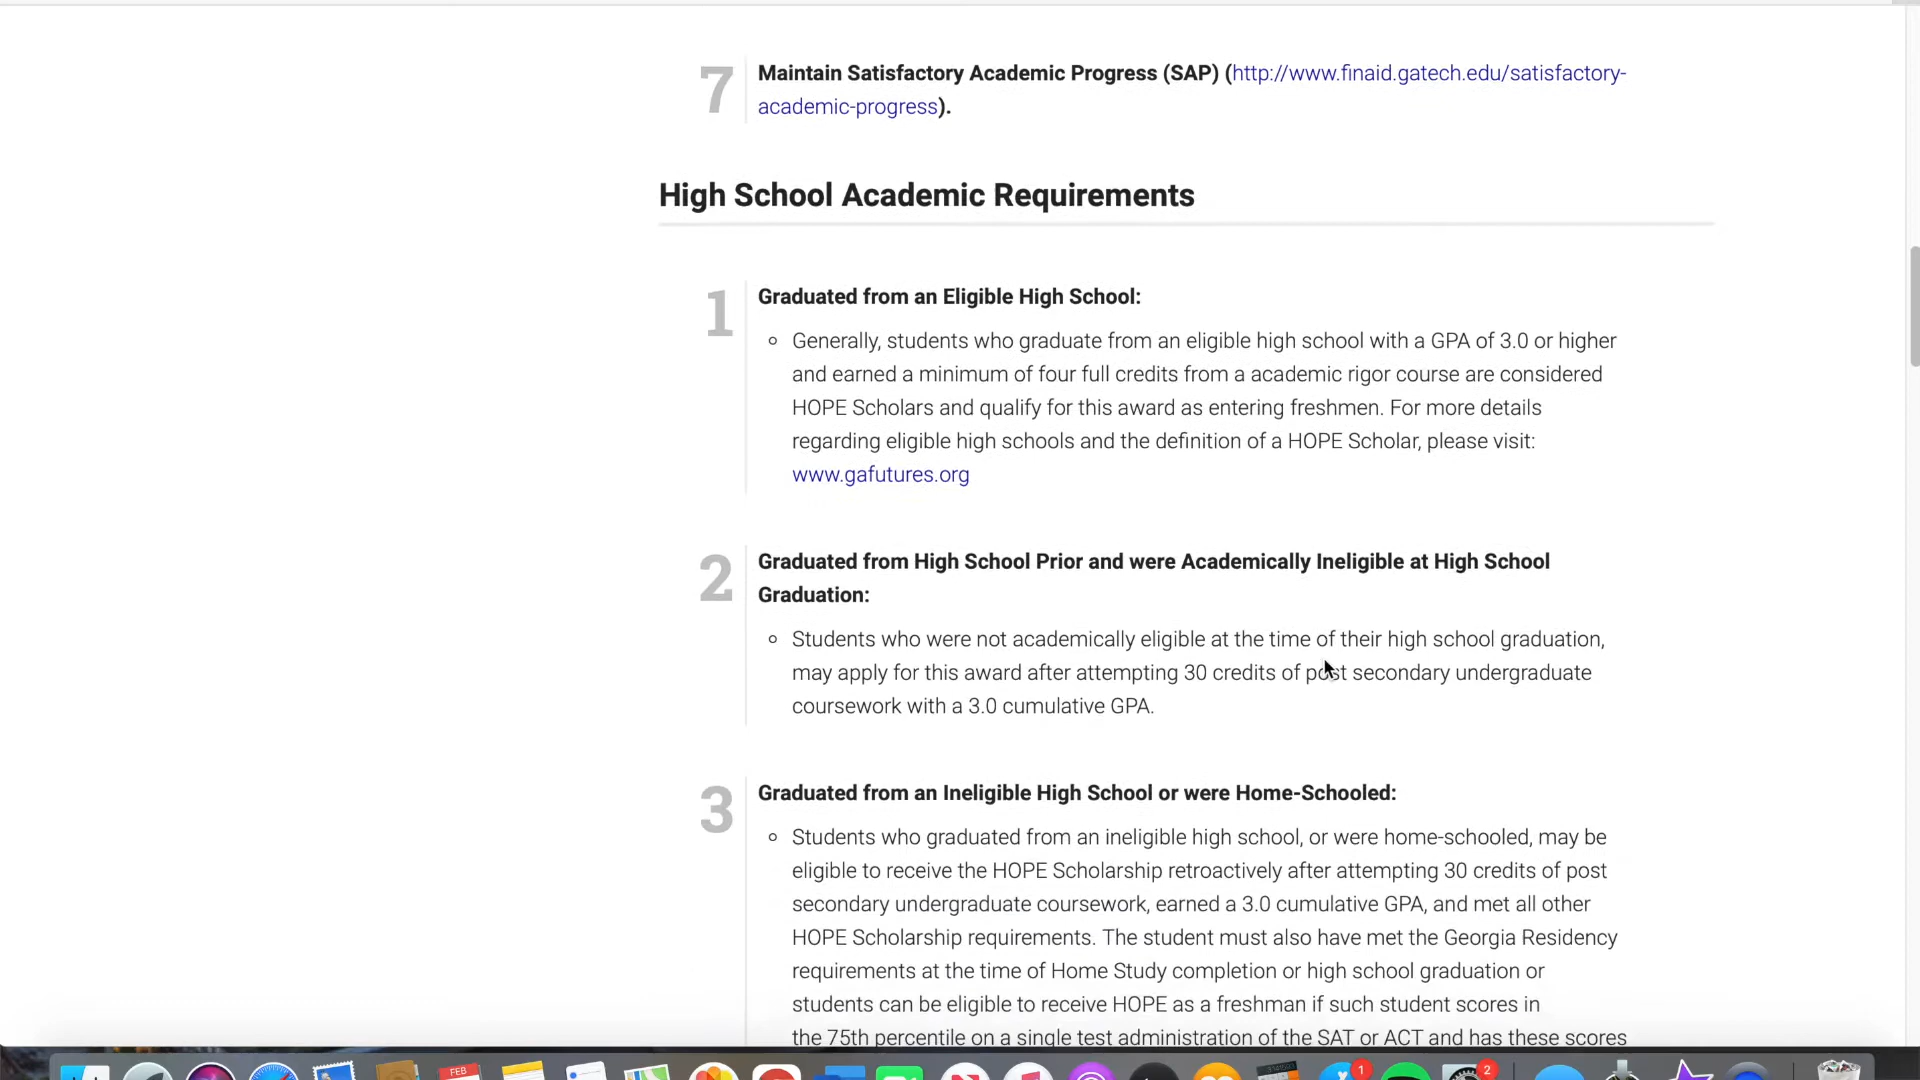 7
Maintain Satisfactory Academic Progress (SAP) (http://www.finaid.gatech.edu/satisfactory-
academic-progress).
High School Academic Requirements
1
Graduated from an Eligible High School:
Generally, students who graduate from an eligible high school with a GPA of 3.0 or higher
and earned a minimum of four full credits from a academic rigor course are considered
HOPE Scholars and qualify for this award as entering freshmen. For more details
regarding eligible high schools and the definition of a HOPE Scholar, please visit:
www.gafutures.org
2
Graduated from High School Prior and were Academically Ineligible at High School
Graduation:
Students who were not academically eligible at the time of their high school graduation,
may apply for this award after attempting 30 credits of post secondary undergraduate
coursework with a 3.0 cumulative GPA.
3
Graduated from an Ineligible High School or were Home-Schooled:
Students who graduated from an ineligible high school, or were home-schooled, may be
eligible to receive the HOPE Scholarship retroactively after attempting 30 credits of post
secondary undergraduate coursework, earned a 3.0 cumulative GPA, and met all other
HOPE Scholarship requirements. The student must also have met the Georgia Residency
requirements at the time of Home Study completion or high school graduation or
students can be eligible to receive HOPE as a freshman if such student scores in
the 75th percentile on a single test administration of the SAT or ACT and has these scores
FEB
1
2